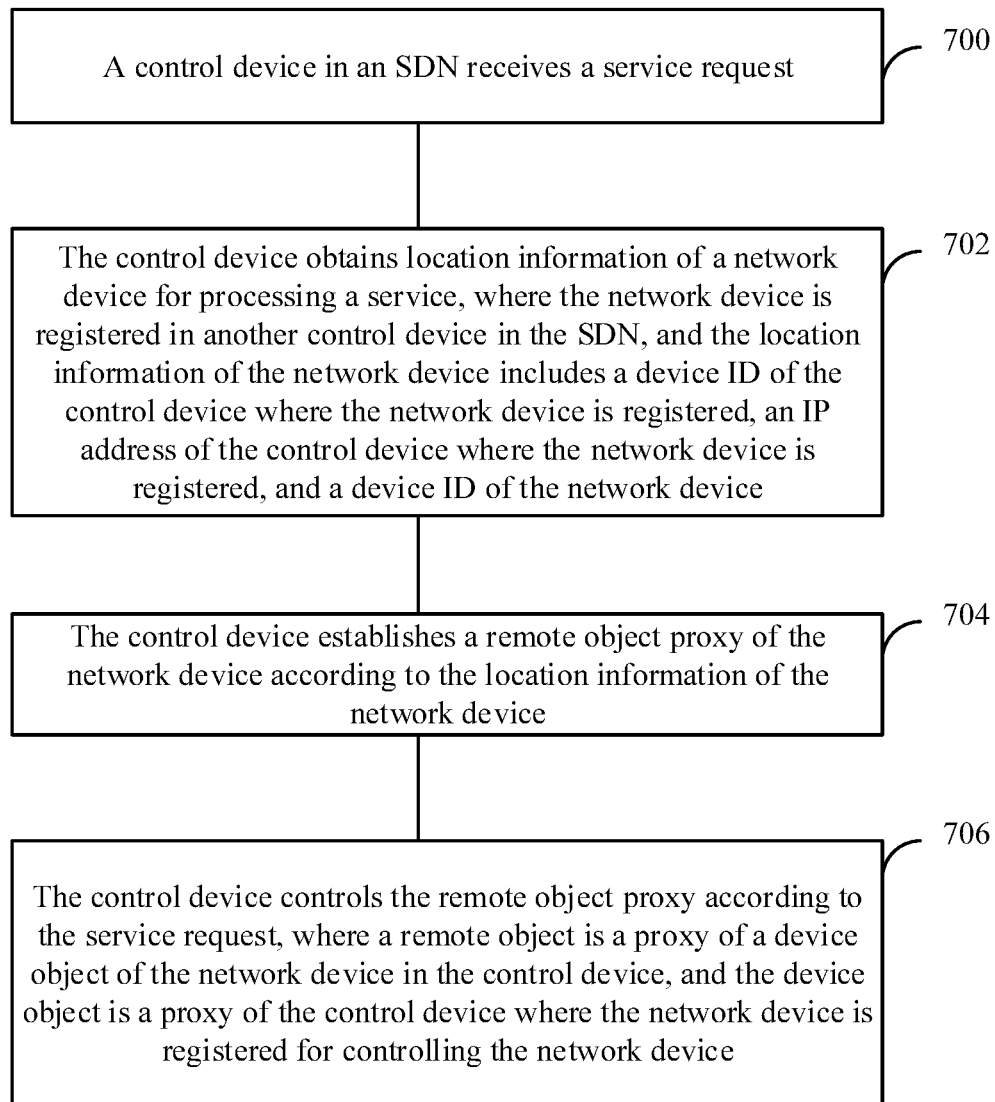 A control device in an SDN receives a service request
700
The control device obtains location information of a network
device for processing a service, where the network device is
registered in another control device in the SDN, and the location
information of the network device includes a device ID of the
control device where the network device is registered, an IP
address of the control device where the network device is
registered, and a device ID of the network device
702
The control device establishes a remote object proxy of the
network device according to the location information of the
network device
704
The control device controls the remote object proxy according to
the service request, where a remote object is a proxy of a device
object of the network device in the control device, and the device
object is a proxy of the control device where the network device is
registered for controlling the network device
706